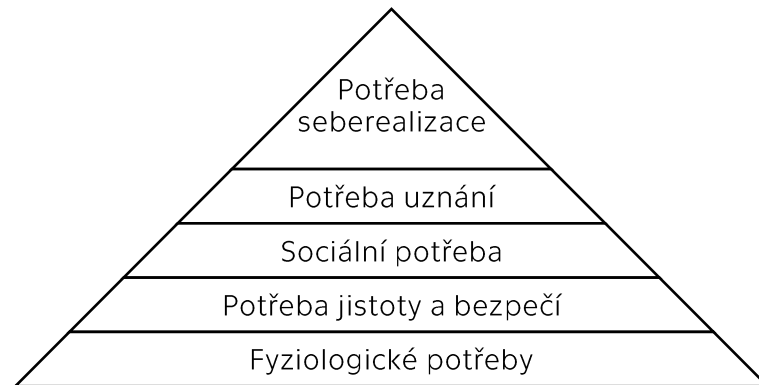 Potřeba
seberealizace
Potřeba uznání
Sociální potřeba
Potřeba jistoty a bezpečí
Fyziologické potřeby